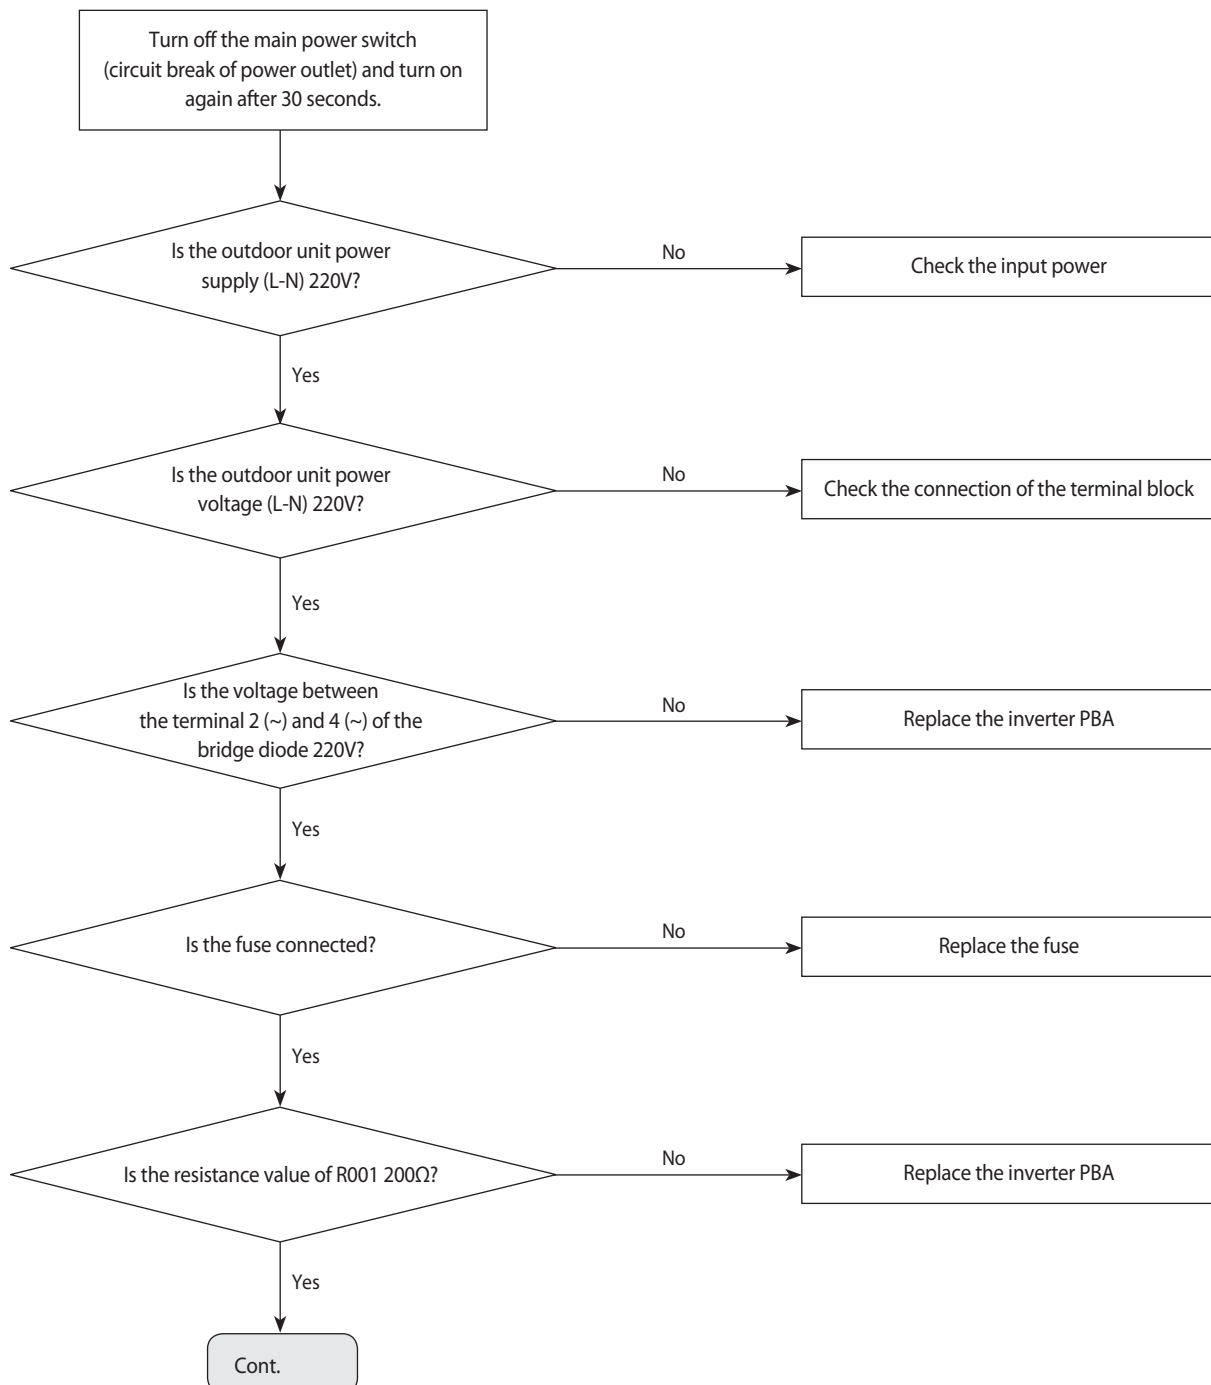 Turn off the main power switch
(circuit break of power outlet) and turn on
again after 30 seconds.
Is the outdoor unit power
supply (L-N) 220V?
No
Check the input power
Yes
Is the outdoor unit power
voltage (L-N) 220V?
No
Check the connection of the terminal block
Yes
Is the voltage between
the terminal 2 (~) and 4 (~) of the
bridge diode 220V?
No
Replace the inverter PBA
Yes
Is the fuse connected?
No
Replace the fuse
Yes
Is the resistance value of R001 200Ω?
No
Replace the inverter PBA
Yes
Cont.